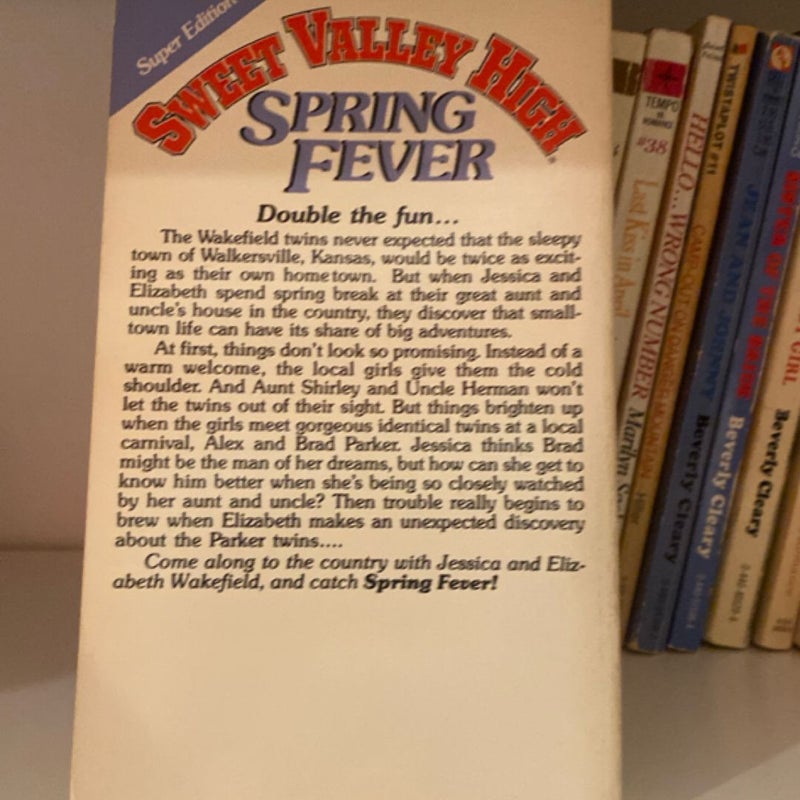 Super Edition
SWEET VALLEY HIGH®
SPRING
FEVER
Double the fun...
The Wakefield twins never expected that the sleepy
town of Walkersville, Kansas, would be twice as excit-
ing as their own hometown. But when Jessica and
Elizabeth spend spring break at their great aunt and
uncle's house in the country, they discover that small-
town life can have its share of big adventures.
At first, things don't look so promising. Instead of a
warm welcome, the local girls give them the cold
shoulder. And Aunt Shirley and Uncle Herman won't
let the twins out of their sight. But things brighten up
when the girls meet gorgeous identical twins at a local
carnival, Alex and Brad Parker. Jessica thinks Brad
might be the man of her dreams, but how can she get to
know him better when she's being so closely watched
by her aunt and uncle? Then trouble really begins to
brew when Elizabeth makes an unexpected discovery
about the Parker twins....
Come along to the country with Jessica and Eliz-
abeth Wakefield, and catch Spring Fever!
TEMPO
#38
Last Kiss in April
HELLO...WRONG NUMBER Marilyn
TWISTAPLOT #11
CAMP-OUT ON DANGER MOUNTAIN
JEAN AND JOHNNY Beverly Cleary
Beverly Cleary
GIRL Beverly Cleary